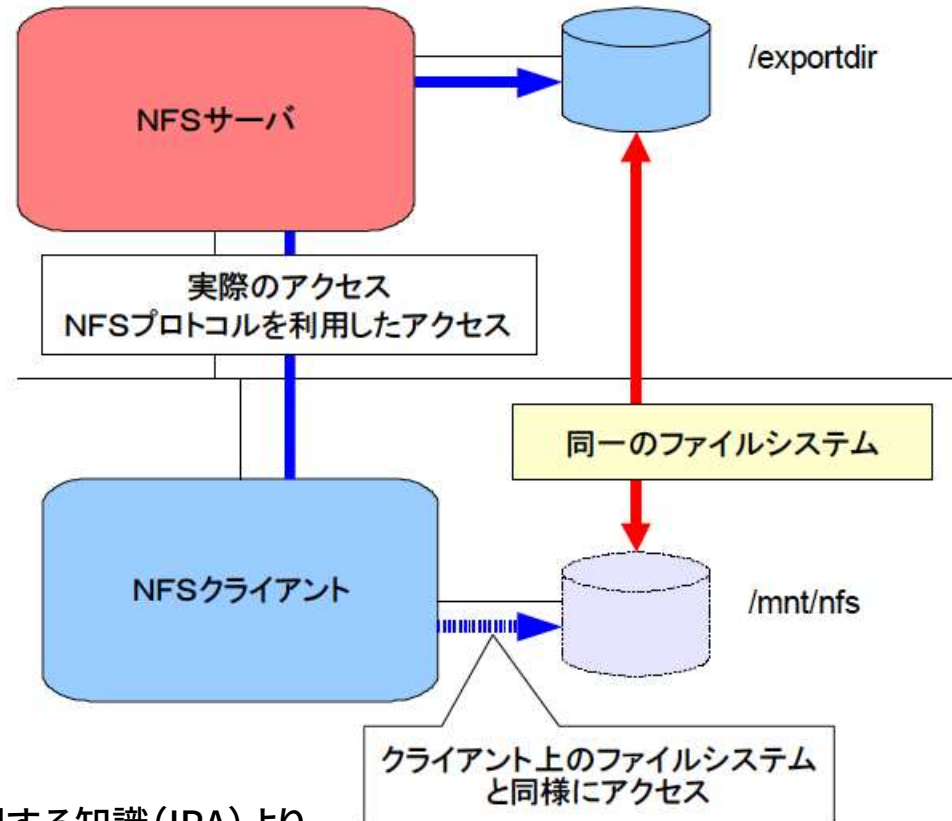 /exportdir
NFSサーバ
実際のアクセス
NFSプロトコルを利用したアクセス
同一のファイルシステム
NFSクライアント
/mnt/nfs
クライアント上のファイルシステム
と同様にアクセス
する知識(IPA)より